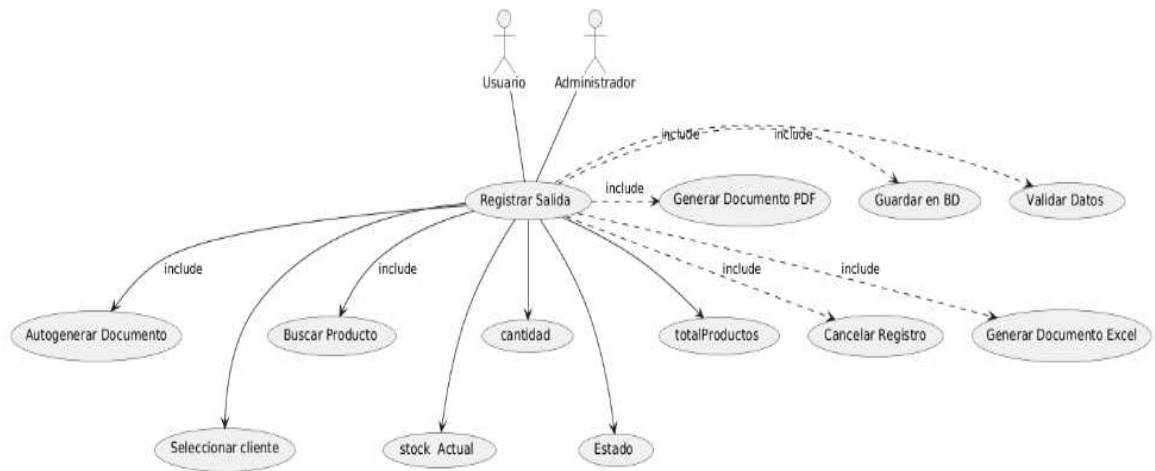 Usuario
Administrador
include
include
Registrar Salida
include
Generar Documento PDF
Guardar en BD
Validar Datos
include
include
include
include
Autogenerar Documento
Buscar Producto
cantidad
totalProductos
Cancelar Registro
Generar Documento Excel
Seleccionar cliente
stock Actual
Estado